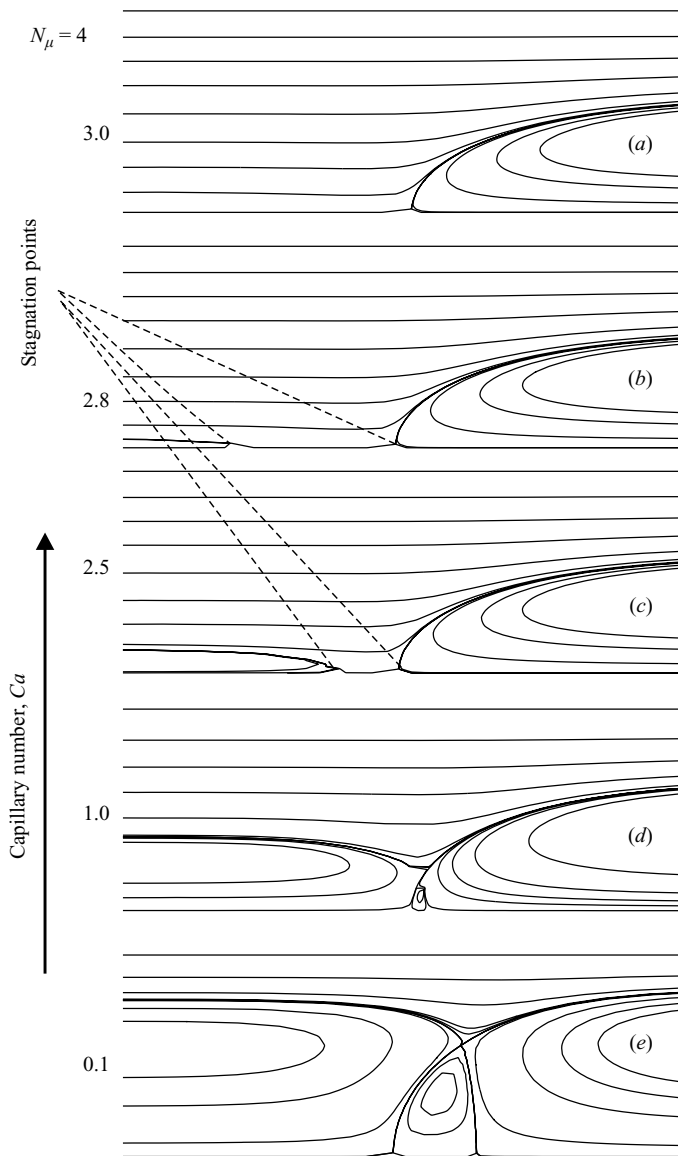 N_μ = 4
3.0
(a)
Stagnation points
(b)
2.8
2.5
(c)
Capillary number, Ca
1.0
(d)
(e)
0.1